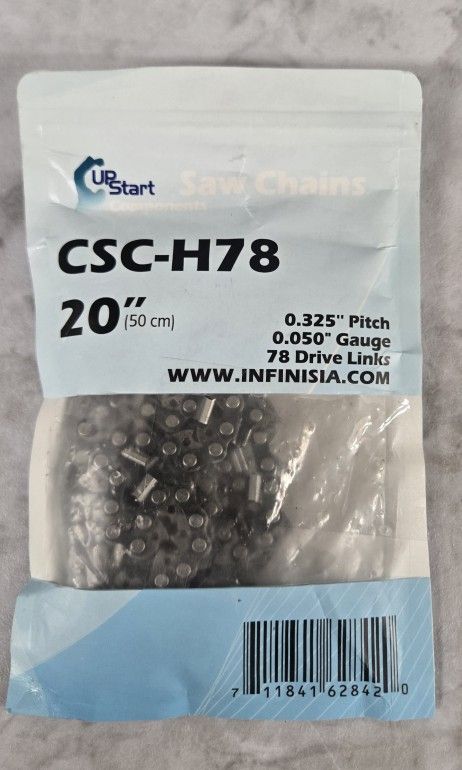 UP Start Saw Chains
Components
CSC-H78
20" (50 cm)
0.325" Pitch
0.050" Gauge
78 Drive Links
WWW.INFINISIA.COM
7 11841 62842 0